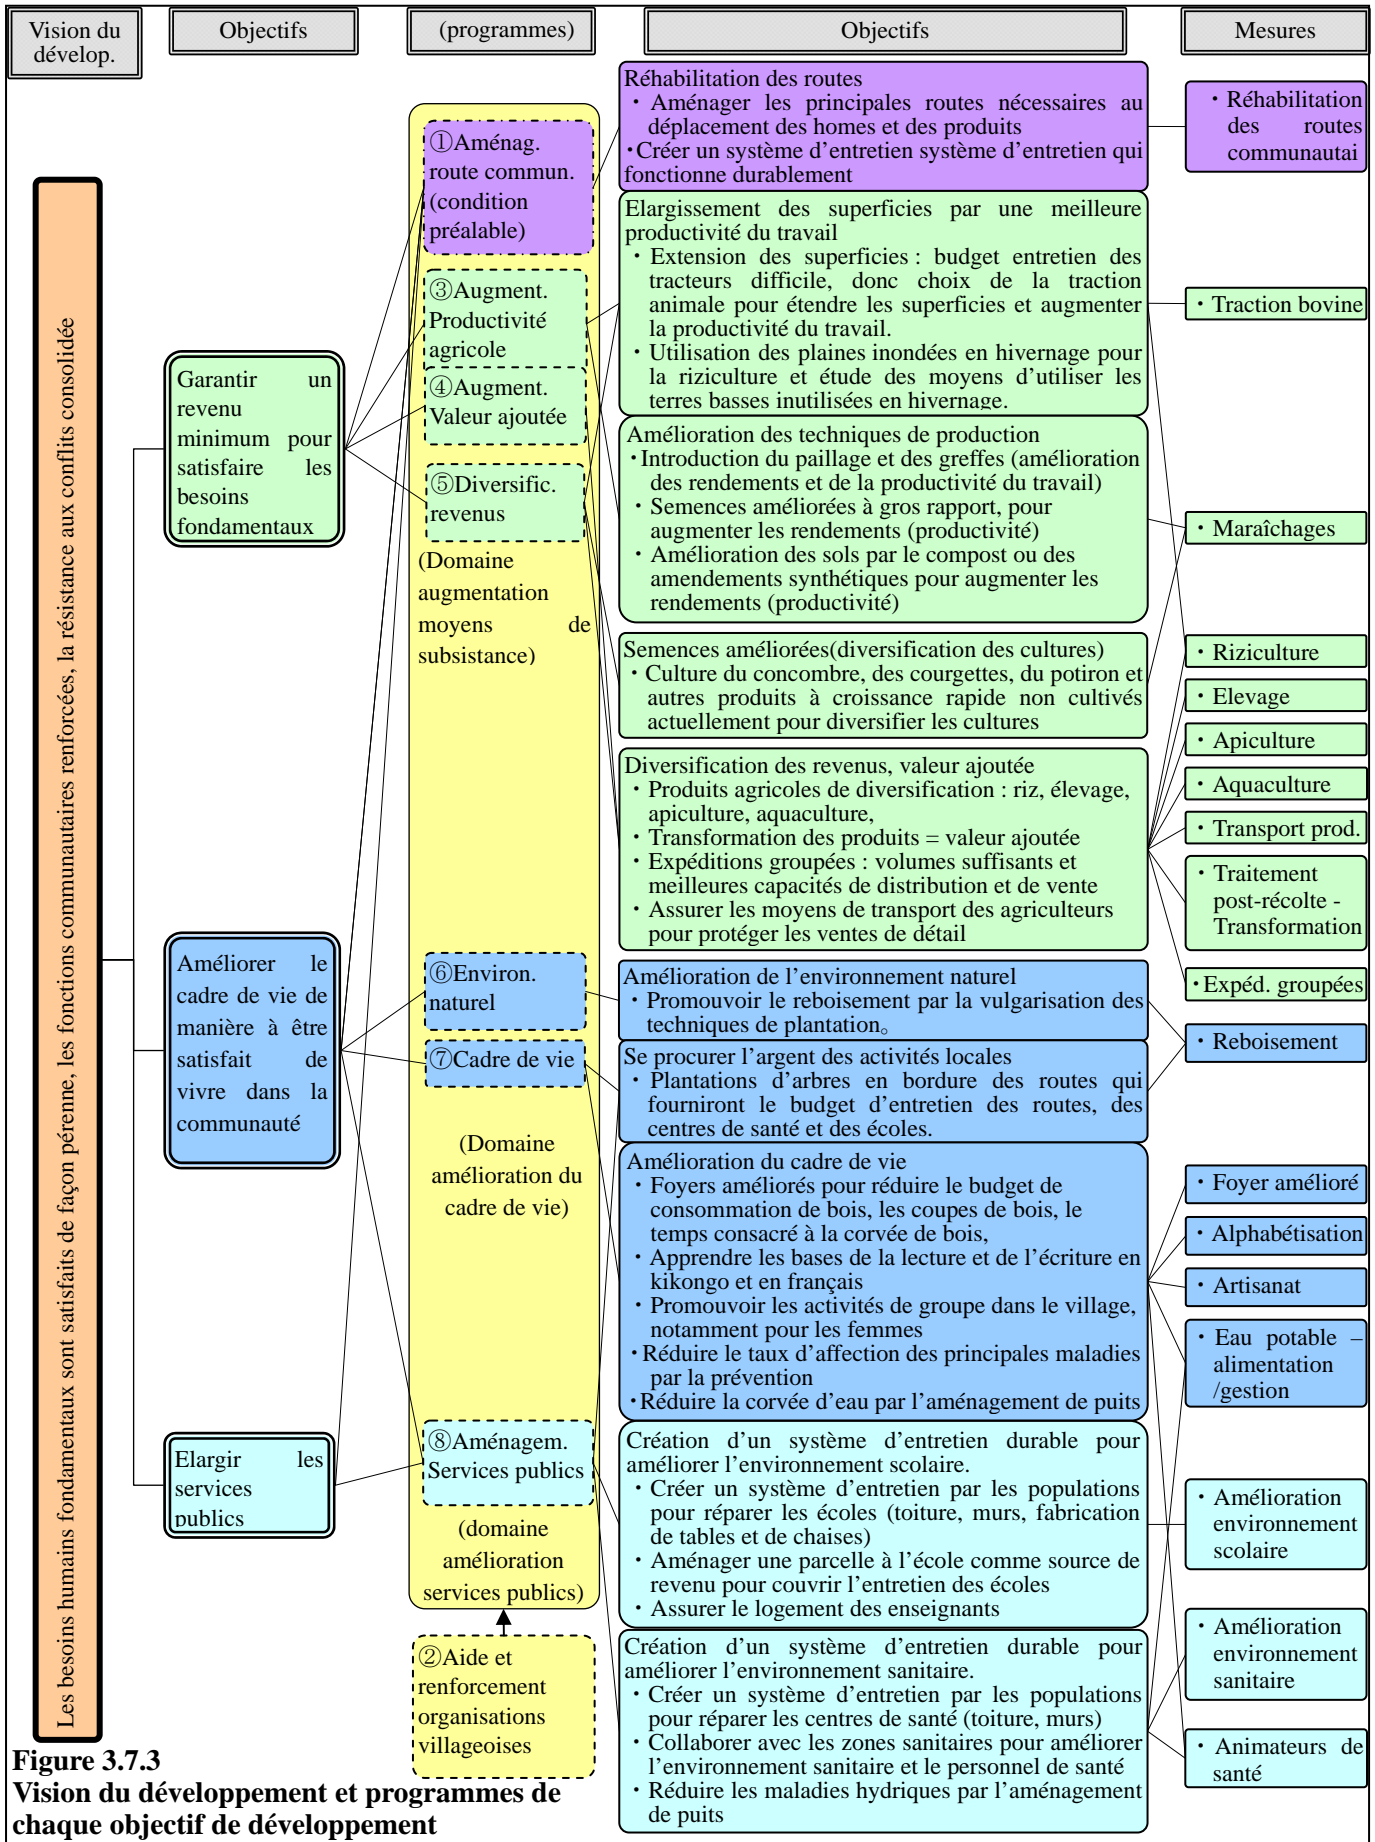 Vision du
dévelop.
Objectifs
(programmes)
Objectifs
Mesures
Les besoins humains fondamentaux sont satisfaits de façon pérenne, les fonctions communautaires renforcées, la résistance aux conflits consolidée
Garantir un
revenu
minimum pour
satisfaire les
besoins
fondamentaux
Améliorer le
cadre de vie de
manière à être
satisfait de
vivre dans la
communauté
Elargir les
services
publics
①Aménag.
route commun.
(condition
préalable)
③Augment.
Productivité
agricole
④Augment.
Valeur ajoutée
⑤Diversific.
revenus
(Domaine
augmentation
moyens de
subsistance)
⑥Environ.
naturel
⑦Cadre de vie
(Domaine
amélioration du
cadre de vie)
⑧Aménagem.
Services publics
(domaine
amélioration
services publics)
②Aide et
renforcement
organisations
villageoises
Réhabilitation des routes
・Aménager les principales routes nécessaires au
déplacement des homes et des produits
・Créer un système d’entretien système d’entretien qui
fonctionne durablement
Elargissement des superficies par une meilleure
productivité du travail
・Extension des superficies : budget entretien des
tracteurs difficile, donc choix de la traction
animale pour étendre les superficies et augmenter
la productivité du travail.
・Utilisation des plaines inondées en hivernage pour
la riziculture et étude des moyens d’utiliser les
terres basses inutilisées en hivernage.
Amélioration des techniques de production
・Introduction du paillage et des greffes (amélioration
des rendements et de la productivité du travail)
・Semences améliorées à gros rapport, pour
augmenter les rendements (productivité)
・Amélioration des sols par le compost ou des
amendements synthétiques pour augmenter les
rendements (productivité)
Semences améliorées(diversification des cultures)
・Culture du concombre, des courgettes, du potiron et
autres produits à croissance rapide non cultivés
actuellement pour diversifier les cultures
Diversification des revenus, valeur ajoutée
・Produits agricoles de diversification : riz, élevage,
apiculture, aquaculture,
・Transformation des produits = valeur ajoutée
・Expéditions groupées : volumes suffisants et
meilleures capacités de distribution et de vente
・Assurer les moyens de transport des agriculteurs
pour protéger les ventes de détail
Amélioration de l’environnement naturel
・Promouvoir le reboisement par la vulgarisation des
techniques de plantation。
Se procurer l’argent des activités locales
・Plantations d’arbres en bordure des routes qui
fourniront le budget d’entretien des routes, des
centres de santé et des écoles.
Amélioration du cadre de vie
・Foyers améliorés pour réduire le budget de
consommation de bois, les coupes de bois, le
temps consacré à la corvée de bois,
・Apprendre les bases de la lecture et de l’écriture en
kikongo et en français
・Promouvoir les activités de groupe dans le village,
notamment pour les femmes
・Réduire le taux d’affection des principales maladies
par la prévention
・Réduire la corvée d’eau par l’aménagement de puits
Création d’un système d’entretien durable pour
améliorer l’environnement scolaire.
・Créer un système d’entretien par les populations
pour réparer les écoles (toiture, murs, fabrication
de tables et de chaises)
・Aménager une parcelle à l’école comme source de
revenu pour couvrir l’entretien des écoles
・Assurer le logement des enseignants
Création d’un système d’entretien durable pour
améliorer l’environnement sanitaire.
・Créer un système d’entretien par les populations
pour réparer les centres de santé (toiture, murs)
・Collaborer avec les zones sanitaires pour améliorer
l’environnement sanitaire et le personnel de santé
・Réduire les maladies hydriques par l’aménagement
de puits
・Réhabilitation
des routes
communautai
・Traction bovine
・Maraîchages
・Riziculture
・Elevage
・Apiculture
・Aquaculture
・Transport prod.
・Traitement
post-récolte -
Transformation
・Expéd. groupées
・Reboisement
・Foyer amélioré
・Alphabétisation
・Artisanat
・Eau potable –
alimentation
/gestion
・Amélioration
environnement
scolaire
・Amélioration
environnement
sanitaire
・Animateurs de
santé
Figure 3.7.3
Vision du développement et programmes de
chaque objectif de développement